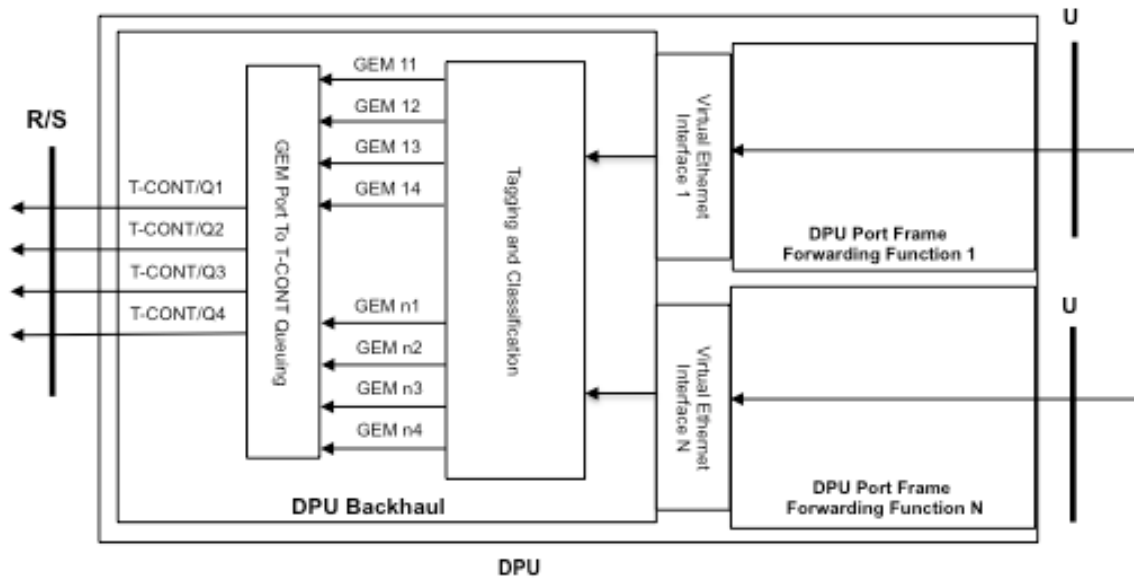 U
R/S
T-CONT/Q1
T-CONT/Q2
T-CONT/Q3
T-CONT/Q4
GEM Port To T-CONT Queuing
GEM 11
GEM 12
GEM 13
GEM 14
GEM n1
GEM n2
GEM n3
GEM n4
Tagging and Classification
Virtual Ethernet
Interface 1
DPU Port Frame
Forwarding Function 1
U
Virtual Ethernet
Interface N
DPU Port Frame
Forwarding Function N
DPU Backhaul
DPU